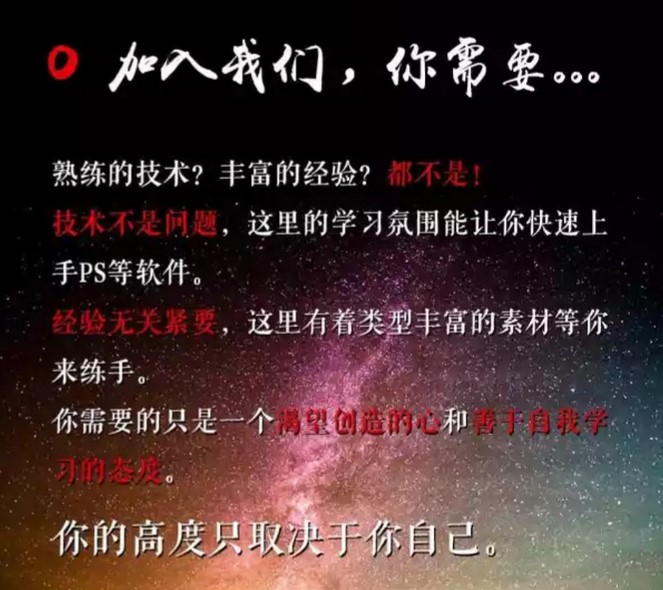 加入我们，你需要...
熟练的技术？丰富的经验？都不是！
技术不是问题，这里的学习氛围能让你快速上
手PS等软件。
经验无关紧要，这里有着类型丰富的素材等你
来练手。
你需要的只是一个渴望创造的心和善于自我学
习的态度。
你的高度只取决于你自己。